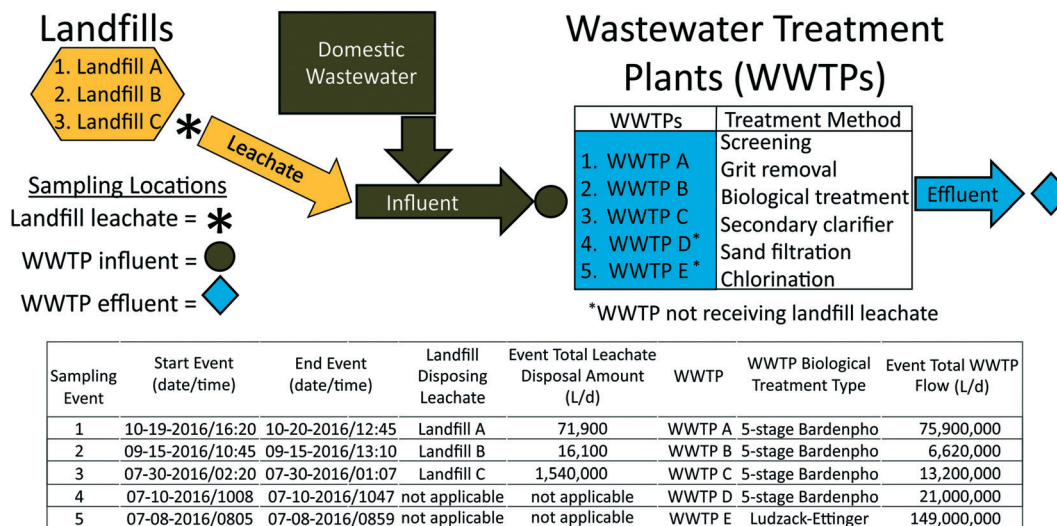 Landfills
1. Landfill A
2. Landfill B
3. Landfill C
*
Leachate
Domestic
Wastewater
Influent
Sampling Locations
Landfill leachate = *
WWTP influent =
WWTP effluent =
Wastewater Treatment
Plants (WWTPs)
WWTPs Treatment Method
1. WWTP A
2. WWTP B
3. WWTP C
4. WWTP D*
5. WWTP E*
Screening
Grit removal
Biological treatment
Secondary clarifier
Sand filtration
Chlorination
Effluent
*WWTP not receiving landfill leachate
Sampling Event | Start Event (date/time) | End Event (date/time) | Landfill Disposing Leachate | Event Total Leachate Disposal Amount (L/d) | WWTP | WWTP Biological Treatment Type | Event Total WWTP Flow (L/d)
1 10-19-2016/16:20 10-20-2016/12:45 Landfill A 71,900 WWTP A 5-stage Bardenpho 75,900,000
2 09-15-2016/10:45 09-15-2016/13:10 Landfill B 16,100 WWTP B 5-stage Bardenpho 6,620,000
3 07-30-2016/02:20 07-30-2016/01:07 Landfill C 1,540,000 WWTP C 5-stage Bardenpho 13,200,000
4 07-10-2016/1008 07-10-2016/1047 not applicable not applicable WWTP D 5-stage Bardenpho 21,000,000
5 07-08-2016/0805 07-08-2016/0859 not applicable not applicable WWTP E Ludzack-Ettinger 149,000,000